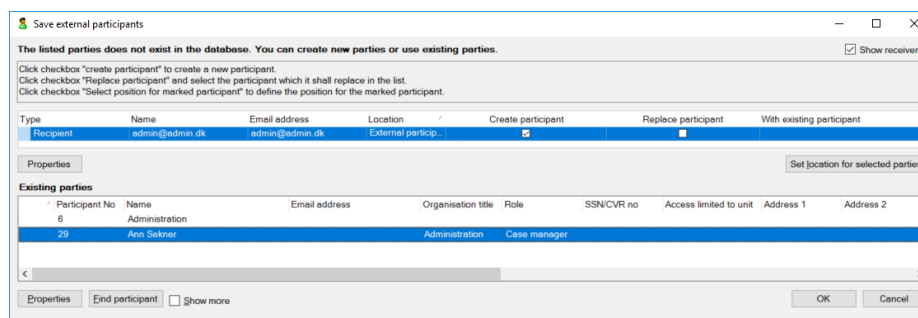 Save external participants
The listed parties does not exist in the database. You can create new parties or use existing parties.
Show receiver
Click checkbox "create participant" to create a new participant.
Click checkbox "Replace participant" and select the participant which it shall replace in the list.
Click checkbox "Select position for marked participant" to define the position for the marked participant.
Type Name Email address Location Create participant Replace participant With existing participant
Recipient admin@admin.dk admin@admin.dk External particip...
Properties Set location for selected parties
Existing parties
Participant No Name Email address Organisation title Role SSN/CVR no Access limited to unit Address 1 Address 2
6 Administration
29 Ann Sekner Administration Case manager
Properties Find participant Show more OK Cancel